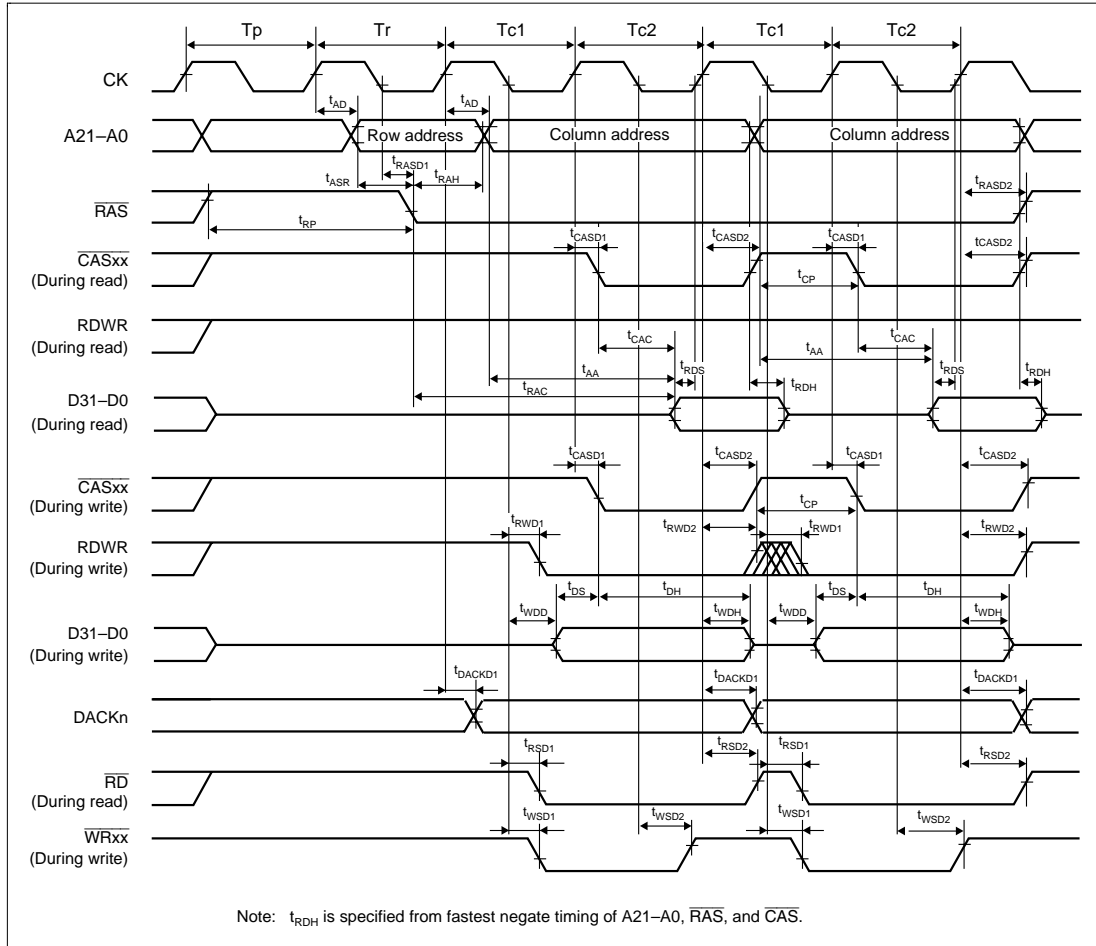 Tp Tr Tc1 Tc2 Tc1 Tc2
CK
tAD tAD
A21–A0 Row address Column address Column address
tRASD1
tASR tRAH tRASD2
RAS
tRP
tCASD1 tCASD2 tCASD1 tCASD2
CASxx
(During read) tCP
RDWR
(During read)
tCAC tCAC
tAA tAA
tRDS tRDH tRDS tRDH
tRAC
D31–D0
(During read)
tCASD1 tCASD2 tCASD1 tCASD2
CASxx
(During write) tCP
tRWD1 tRWD2 tRWD1 tRWD2
RDWR
(During write)
tDS tDH tDS tDH
tWDD tWDH tWDD tWDH
D31–D0
(During write)
tDACKD1 tDACKD1 tDACKD1
DACKn
tRSD1 tRSD2 tRSD1 tRSD2
RD
(During read)
tWSD1 tWSD2 tWSD1 tWSD2
WRxx
(During write)
Note: tRDH is specified from fastest negate timing of A21–A0, RAS, and CAS.